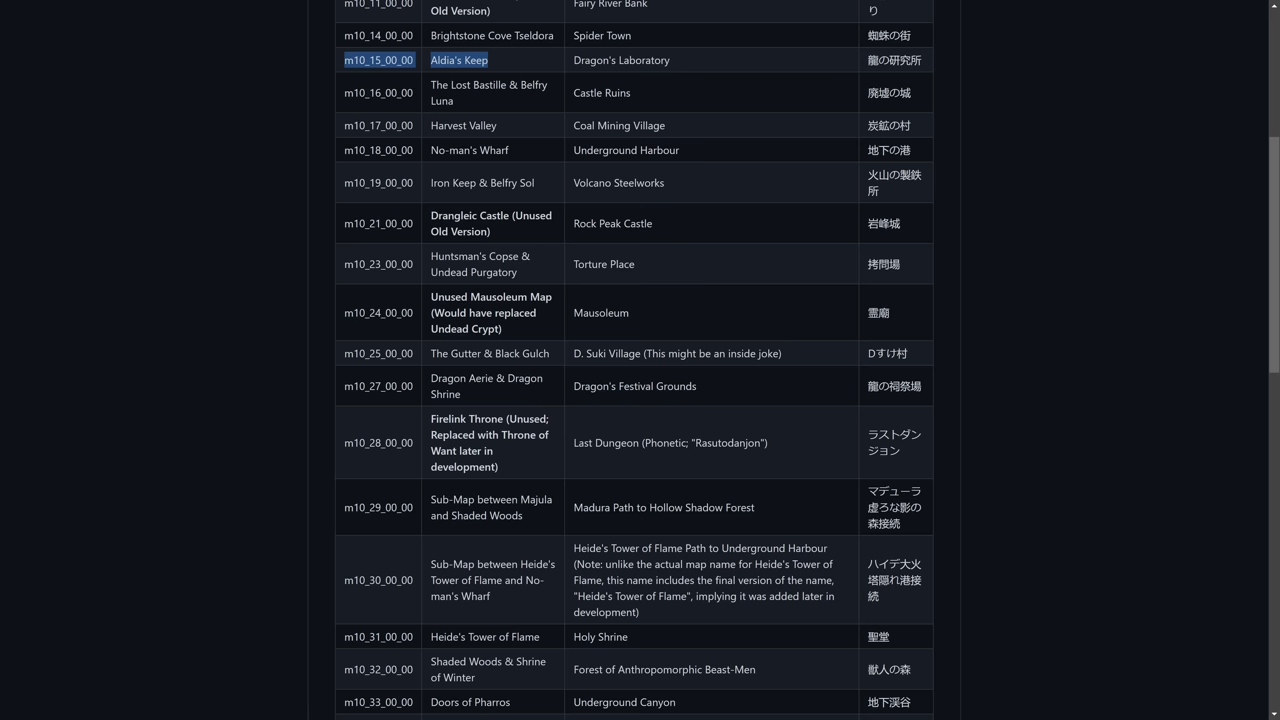 m10_11_00_00 Old Version) Fairy River Bank り
m10_14_00_00 Brightstone Cove Tseldora Spider Town 蜘蛛の街
m10_15_00_00 Aldia's Keep Dragon's Laboratory 龍の研究所
m10_16_00_00 The Lost Bastille & Belfry Castle Ruins 廃墟の城
Luna
m10_17_00_00 Harvest Valley Coal Mining Village 炭鉱の村
m10_18_00_00 No-man's Wharf Underground Harbour 地下の港
m10_19_00_00 Iron Keep & Belfry Sol Volcano Steelworks 火山の製鉄
所
m10_21_00_00 Drangleic Castle (Unused Rock Peak Castle 岩峰城
Old Version)
m10_23_00_00 Huntsman's Copse & Torture Place 拷問場
Undead Purgatory
m10_24_00_00 Unused Mausoleum Map Mausoleum 霊廟
(Would have replaced
Undead Crypt)
m10_25_00_00 The Gutter & Black Gulch D. Suki Village (This might be an inside joke) Dすけ村
m10_27_00_00 Dragon Aerie & Dragon Dragon's Festival Grounds 龍の祠祭場
Shrine
m10_28_00_00 Firelink Throne (Unused; Last Dungeon (Phonetic; "Rasutodanjon") ラストダン
Replaced with Throne of ジョン
Want later in
development)
m10_29_00_00 Sub-Map between Majula Madura Path to Hollow Shadow Forest マデューラ
and Shaded Woods 虚ろな影の
森接続
m10_30_00_00 Sub-Map between Heide's Heide's Tower of Flame Path to Underground Harbour ハイデ大火
Tower of Flame and No- (Note: unlike the actual map name for Heide's Tower of 塔隠れ港接
man's Wharf Flame, this name includes the final version of the name, 続
"Heide's Tower of Flame", implying it was added later in
development)
m10_31_00_00 Heide's Tower of Flame Holy Shrine 聖堂
m10_32_00_00 Shaded Woods & Shrine Forest of Anthropomorphic Beast-Men 獣人の森
of Winter
m10_33_00_00 Doors of Pharros Underground Canyon 地下渓谷